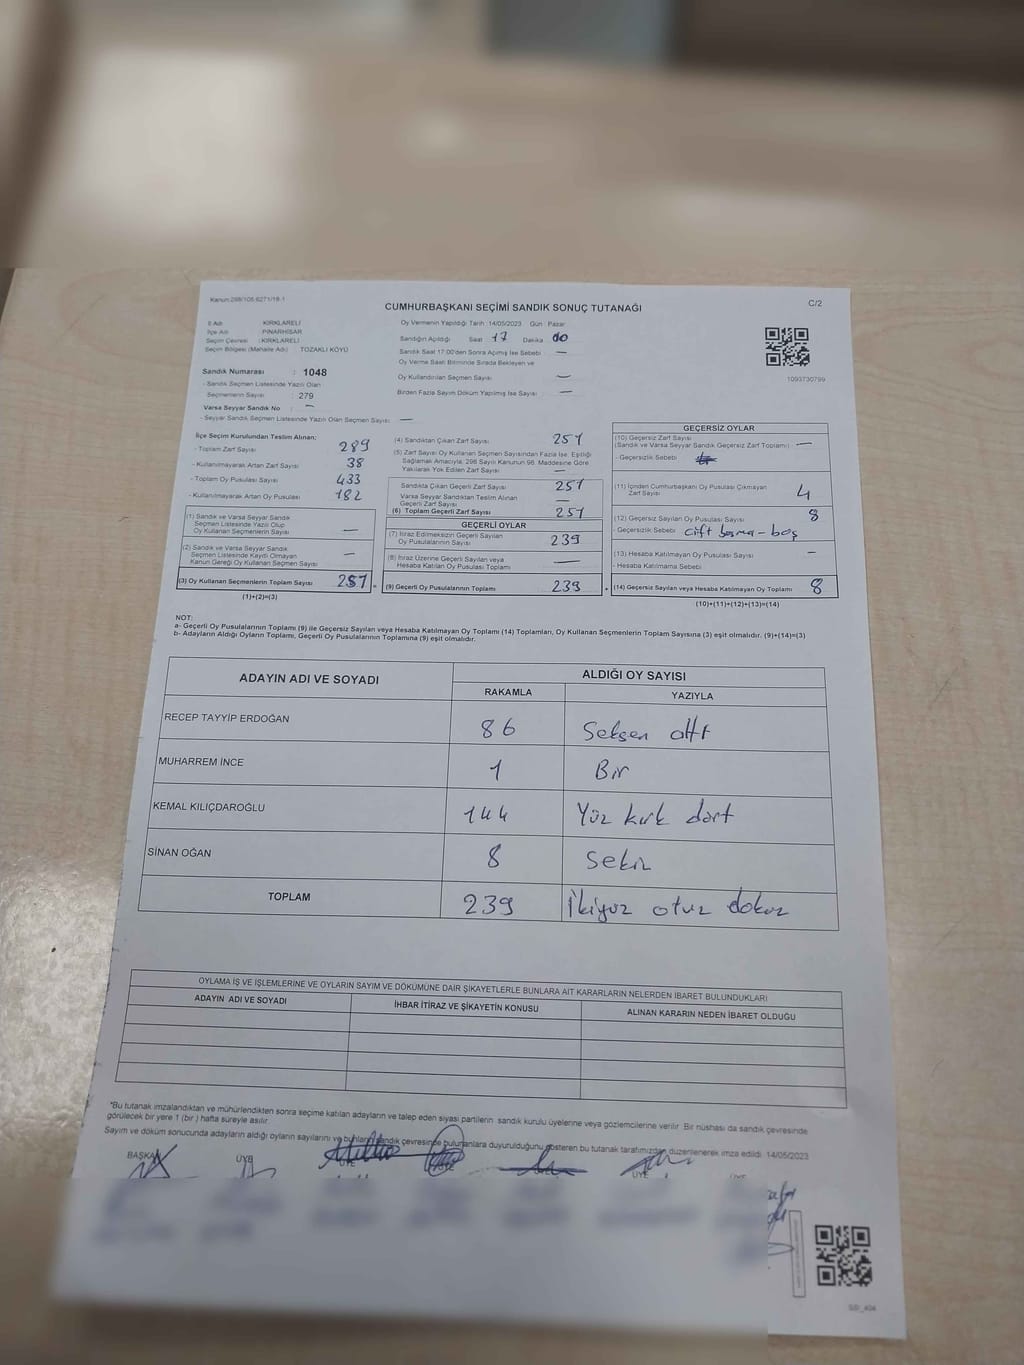 Kanun:298/105,6271/19-1
CUMHURBAŞKANI SEÇİMİ SANDIK SONUÇ TUTANAĞI
C/2
İl Adı : KIRKLARELİ
İlçe Adı : PINARHİSAR
Seçim Çevresi : KIRKLARELİ
Seçim Bölgesi (Mahalle Adı) : TOZAKLI KÖYÜ
Sandık Numarası : 1048
- Sandık Seçmen Listesinde Yazılı Olan
Seçmenlerin Sayısı : 279
Varsa Seyyar Sandık No : —
- Seyyar Sandık Seçmen Listesinde Yazılı Olan Seçmen Sayısı : —
Oy Vermenin Yapıldığı Tarih :14/05/2023 Gün : Pazar
Sandığın Açıldığı Saat 17 Dakika 00
Sandık Saat 17:00'den Sonra Açılmış İse Sebebi —
Oy Verme Saati Bitiminde Sırada Bekleyen ve
Oy Kullandırılan Seçmen Sayısı —
Birden Fazla Sayım Döküm Yapılmış İse Sayısı —
1093730799
İlçe Seçim Kurulundan Teslim Alınan:
- Toplam Zarf Sayısı 289
- Kullanılmayarak Artan Zarf Sayısı 38
- Toplam Oy Pusulası Sayısı 433
- Kullanılmayarak Artan Oy Pusulası 182
(1) Sandık ve Varsa Seyyar Sandık
Seçmen Listesinde Yazılı Olup
Oy Kullanan Seçmenlerin Sayısı —
(2) Sandık ve Varsa Seyyar Sandık
Seçmen Listesinde Kaydı Olmayan
Kanun Gereği Oy Kullanan Seçmen Sayısı —
(3) Oy Kullanan Seçmenlerin Toplam Sayısı 251
(1)+(2)=(3)
(4) Sandıktan Çıkan Zarf Sayısı 251
(5) Zarf Sayısı Oy Kullanan Seçmen Sayısından Fazla İse, Eşitliği
Sağlamak Amacıyla, 298 Sayılı Kanunun 98. Maddesine Göre
Yakılarak Yok Edilen Zarf Sayısı —
Sandıkta Çıkan Geçerli Zarf Sayısı 251
Varsa Seyyar Sandıktan Teslim Alınan
Geçerli Zarf Sayısı —
(6) Toplam Geçerli Zarf Sayısı 251
GEÇERLİ OYLAR
(7) İtiraz Edilmeksizin Geçerli Sayılan
Oy Pusulalarının Sayısı 239
(8) İtiraz Üzerine Geçerli Sayılan veya
Hesaba Katılan Oy Pusulası Toplamı —
(9) Geçerli Oy Pusulalarının Toplamı 239
GEÇERSİZ OYLAR
(10) Geçersiz Zarf Sayısı
(Sandık ve Varsa Seyyar Sandık Geçersiz Zarf Toplamı) —
- Geçersizlik Sebebi
(11) İçinden Cumhurbaşkanı Oy Pusulası Çıkmayan
Zarf Sayısı 4
(12) Geçersiz Sayılan Oy Pusulası Sayısı 8
- Geçersizlik Sebebi : çift basma - boş
(13) Hesaba Katılmayan Oy Pusulası Sayısı —
- Hesaba Katılmama Sebebi
(14) Geçersiz Sayılan veya Hesaba Katılmayan Oy Toplamı 8
(10)+(11)+(12)+(13)=(14)
NOT:
a- Geçerli Oy Pusulalarının Toplamı (9) ile Geçersiz Sayılan veya Hesaba Katılmayan Oy Toplamı (14) Toplamları, Oy Kullanan Seçmenlerin Toplam Sayısına (3) eşit olmalıdır. (9)+(14)=(3)
b- Adayların Aldığı Oyların Toplamı, Geçerli Oy Pusulalarının Toplamına (9) eşit olmalıdır.
ADAYIN ADI VE SOYADI ALDIĞI OY SAYISI
RAKAMLA YAZIYLA
RECEP TAYYİP ERDOĞAN 86 Seksen altı
MUHARREM İNCE 1 Bir
KEMAL KILIÇDAROĞLU 144 Yüz kırk dört
SİNAN OĞAN 8 Sekiz
TOPLAM 239 İkiyüz otuz dokuz
OYLAMA İŞ VE İŞLEMLERİNE VE OYLARIN SAYIM VE DÖKÜMÜNE DAİR ŞİKAYETLERLE BUNLARA AİT KARARLARIN NELERDEN İBARET BULUNDUKLARI
ADAYIN ADI VE SOYADI İHBAR İTİRAZ VE ŞİKAYETİN KONUSU ALINAN KARARIN NEDEN İBARET OLDUĞU
*Bu tutanak imzalandıktan ve mühürlendikten sonra seçime katılan adayların ve talep eden siyasi partilerin sandık kurulu üyelerine veya gözlemcilerine verilir. Bir nüshası da sandık çevresinde
görülecek bir yere 1 (bir ) hafta süreyle asılır.
Sayım ve döküm sonucunda adayların aldığı oyların sayılarını ve bunların sandık çevresinde bulunanlara duyurulduğunu gösteren bu tutanak tarafımızdan düzenlenerek imza edildi. 14/05/2023
BAŞKAN ÜYE ÜYE ÜYE ÜYE ÜYE ÜYE